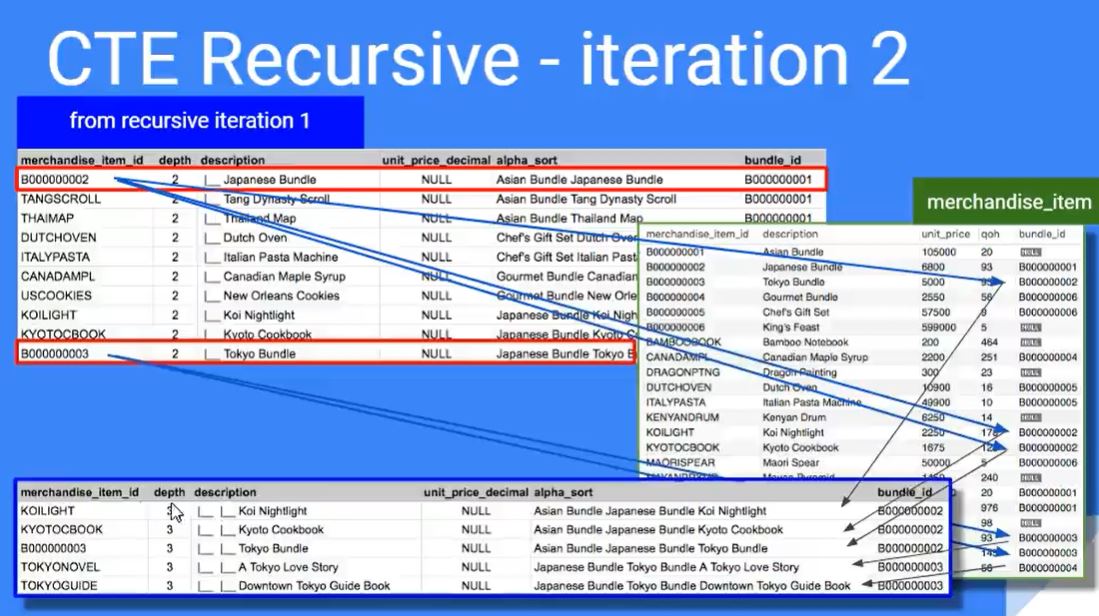 CTE Recursive - iteration 2
from recursive iteration 1
merchandise_item_id depth description unit_price_decimal alpha_sort bundle_id
B000000002 2 |__ Japanese Bundle NULL Asian Bundle Japanese Bundle B000000001
TANGSCROLL 2 |__ Tang Dynasty Scroll NULL Asian Bundle Tang Dynasty Scroll B000000001
THAIMAP 2 |__ Thailand Map NULL Asian Bundle Thailand Map B000000001
DUTCHOVEN 2 |__ Dutch Oven NULL Chef's Gift Set Dutch Ove
ITALYPASTA 2 |__ Italian Pasta Machine NULL Chef's Gift Set Italian Past
CANADAMPL 2 |__ Canadian Maple Syrup NULL Gourmet Bundle Canadian
USCOOKIES 2 |__ New Orleans Cookies NULL Gourmet Bundle New Orle
KOILIGHT 2 |__ Koi Nightlight NULL Japanese Bundle Koi Nigh
KYOTOCBOOK 2 |__ Kyoto Cookbook NULL Japanese Bundle Kyoto C
B000000003 2 |__ Tokyo Bundle NULL Japanese Bundle Tokyo B
merchandise_item
merchandise_item_id description unit_price qoh bundle_id
B000000001 Asian Bundle 105000 20 NULL
B000000002 Japanese Bundle 6800 93 B000000001
B000000003 Tokyo Bundle 5000 B000000002
B000000004 Gourmet Bundle 2550 56 B000000006
B000000005 Chef's Gift Set 57500 B000000006
B000000006 King's Feast 599000 5 NULL
BAMBOOBOOK Bamboo Notebook 200 464 NULL
CANADAMPL Canadian Maple Syrup 2200 251 B000000004
DRAGONPTNG Dragon Painting 300 23 NULL
DUTCHOVEN Dutch Oven 10900 16 B000000005
ITALYPASTA Italian Pasta Machine 49900 10 B000000005
KENYANDRUM Kenyan Drum 6250 14 NULL
KOILIGHT Koi Nightlight 2250 B000000002
KYOTOCBOOK Kyoto Cookbook 1675 B000000002
MAORISPEAR Maori Spear 50000 5 B000000006
240 NULL
20 B000000001
976 B000000001
98 NULL
93 B000000003
B000000003
56 B000000004
merchandise_item_id depth description unit_price_decimal alpha_sort bundle_id
KOILIGHT 3 |__ |__ Koi Nightlight NULL Asian Bundle Japanese Bundle Koi Nightlight B000000002
KYOTOCBOOK 3 |__ |__ Kyoto Cookbook NULL Asian Bundle Japanese Bundle Kyoto Cookbook B000000002
B000000003 3 |__ |__ Tokyo Bundle NULL Asian Bundle Japanese Bundle Tokyo Bundle B000000002
TOKYONOVEL 3 |__ |__ A Tokyo Love Story NULL Japanese Bundle Tokyo Bundle A Tokyo Love Story B000000003
TOKYOGUIDE 3 |__ |__ Downtown Tokyo Guide Book NULL Japanese Bundle Tokyo Bundle Downtown Tokyo Guide Book B000000003